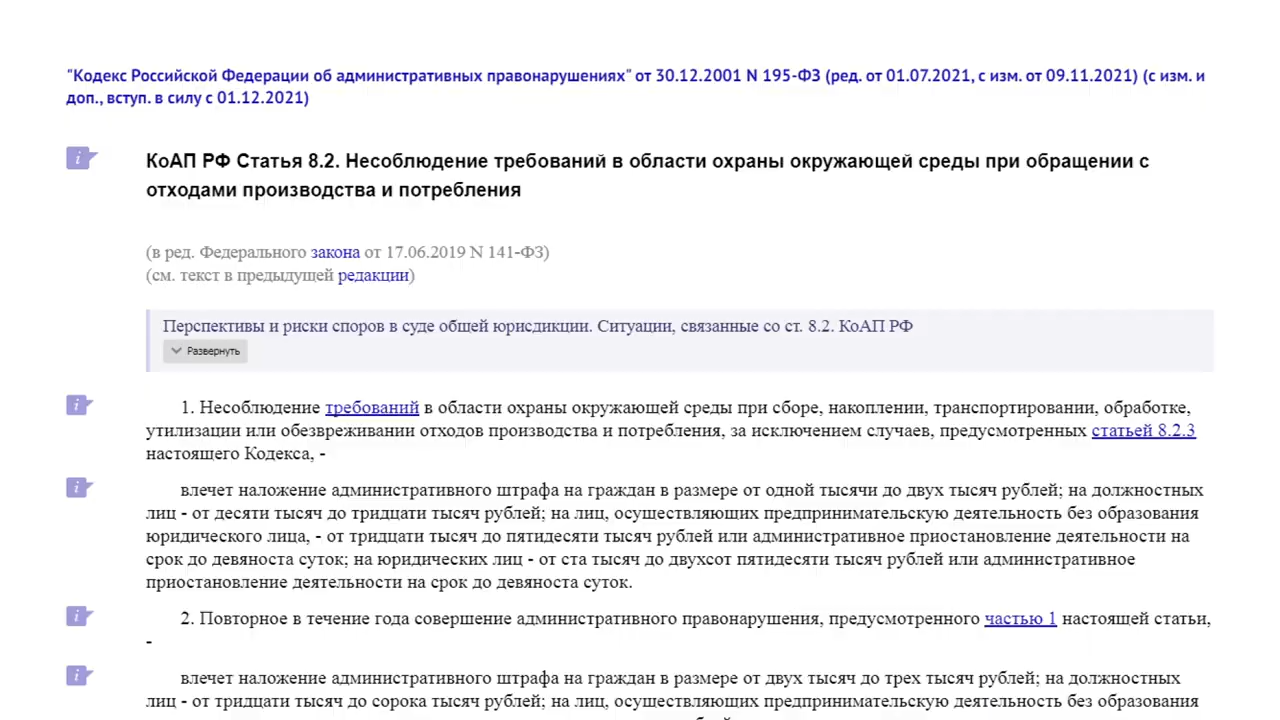 "Кодекс Российской Федерации об административных правонарушениях" от 30.12.2001 N 195-ФЗ (ред. от 01.07.2021, с изм. от 09.11.2021) (с изм. и
доп., вступ. в силу с 01.12.2021)
КоАП РФ Статья 8.2. Несоблюдение требований в области охраны окружающей среды при обращении с
отходами производства и потребления
(в ред. Федерального закона от 17.06.2019 N 141-ФЗ)
(см. текст в предыдущей редакции)
Перспективы и риски споров в суде общей юрисдикции. Ситуации, связанные со ст. 8.2. КоАП РФ
Развернуть
1. Несоблюдение требований в области охраны окружающей среды при сборе, накоплении, транспортировании, обработке,
утилизации или обезвреживании отходов производства и потребления, за исключением случаев, предусмотренных статьей 8.2.3
настоящего Кодекса, -
влечет наложение административного штрафа на граждан в размере от одной тысячи до двух тысяч рублей; на должностных
лиц - от десяти тысяч до тридцати тысяч рублей; на лиц, осуществляющих предпринимательскую деятельность без образования
юридического лица, - от тридцати тысяч до пятидесяти тысяч рублей или административное приостановление деятельности на
срок до девяноста суток; на юридических лиц - от ста тысяч до двухсот пятидесяти тысяч рублей или административное
приостановление деятельности на срок до девяноста суток.
2. Повторное в течение года совершение административного правонарушения, предусмотренного частью 1 настоящей статьи,
-
влечет наложение административного штрафа на граждан в размере от двух тысяч до трех тысяч рублей; на должностных
лиц - от тридцати тысяч до сорока тысяч рублей; на лиц, осуществляющих предпринимательскую деятельность без образования